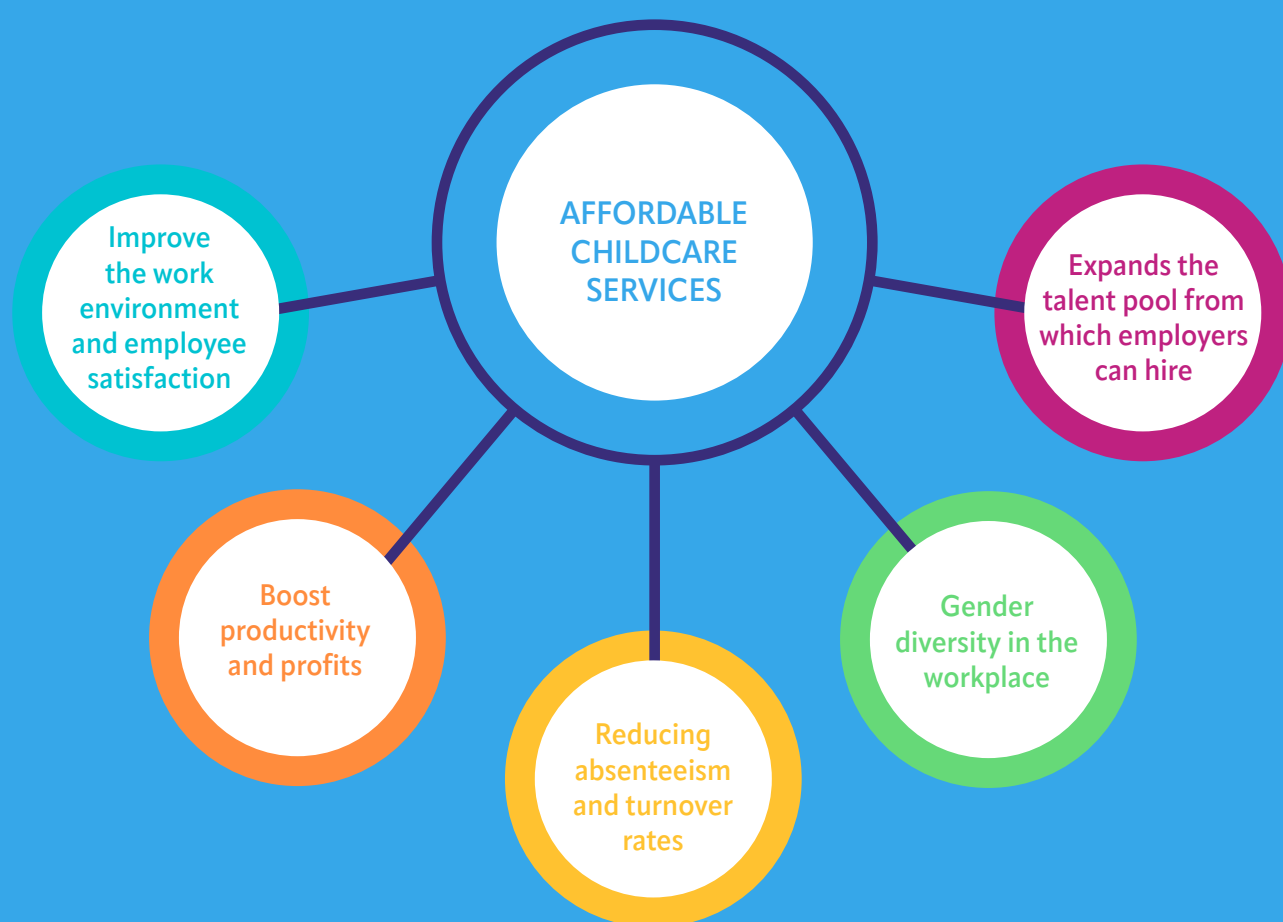 AFFORDABLE
CHILDCARE
SERVICES
Improve
the work
environment
and employee
satisfaction
Expands the
talent pool from
which employers
can hire
Boost
productivity
and profits
Gender
diversity in the
workplace
Reducing
absenteeism
and turnover
rates